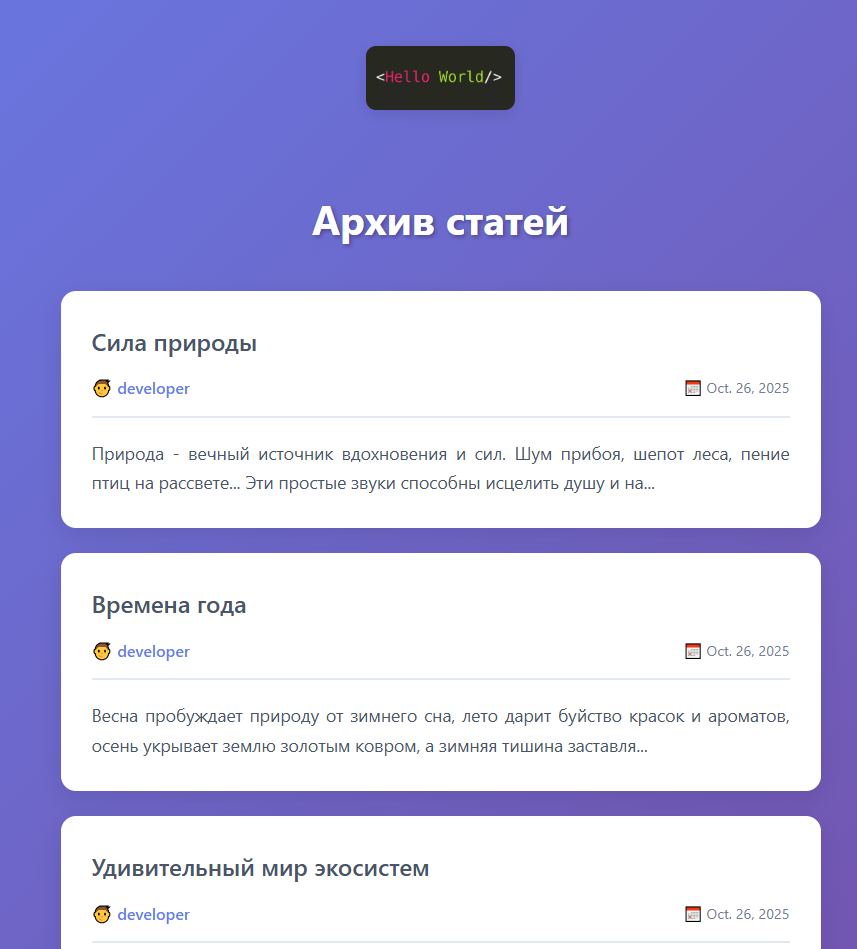 <Hello World/>
Архив статей
Сила природы
developer
Oct. 26, 2025
Природа - вечный источник вдохновения и сил. Шум прибоя, шепот леса, пение
птиц на рассвете... Эти простые звуки способны исцелить душу и на...
Времена года
developer
Oct. 26, 2025
Весна пробуждает природу от зимнего сна, лето дарит буйство красок и ароматов,
осень укрывает землю золотым ковром, а зимняя тишина заставля...
Удивительный мир экосистем
developer
Oct. 26, 2025